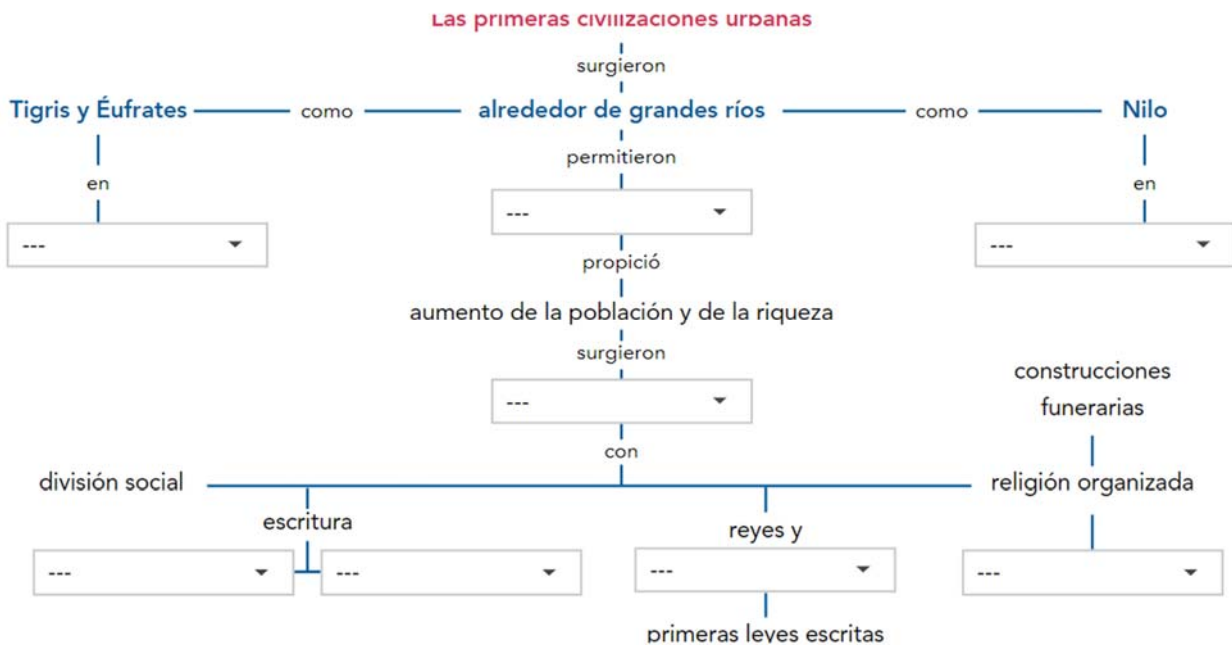 Las primeras civilizaciones urbanas
surgieron
Tigris y Éufrates como alrededor de grandes ríos como Nilo
permitieron
en
en
---
---
---
propició
aumento de la población y de la riqueza
surgieron
construcciones
funerarias
---
con
división social
religión organizada
escritura
reyes y
---
---
---
---
primeras leyes escritas